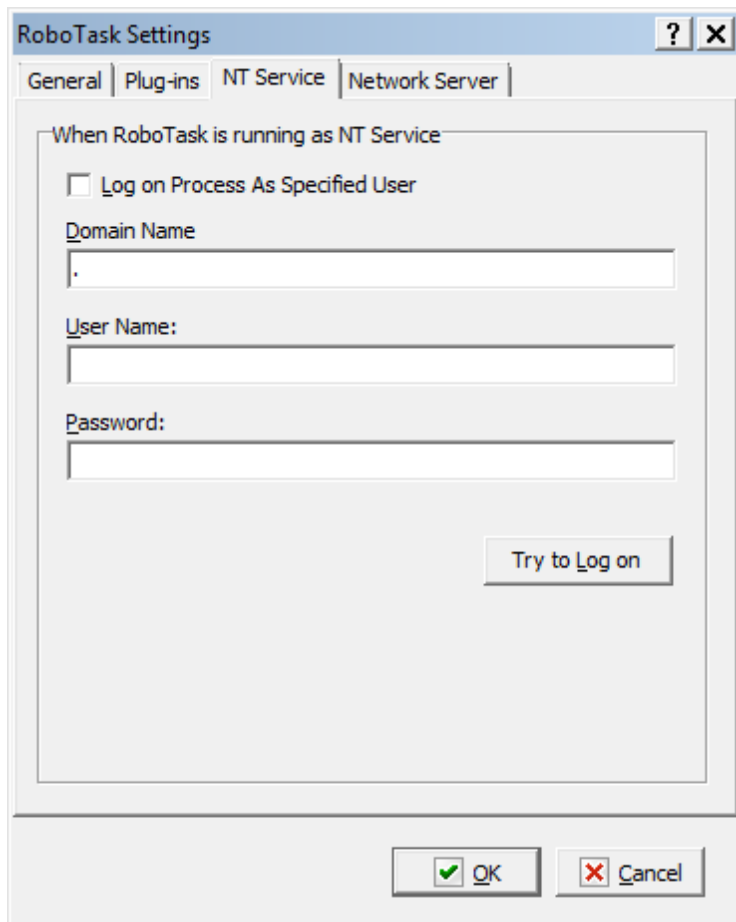 RoboTask Settings
General Plug-ins NT Service Network Server
When RoboTask is running as NT Service
Log on Process As Specified User
Domain Name
.
User Name:
Password:
Try to Log on
OK Cancel